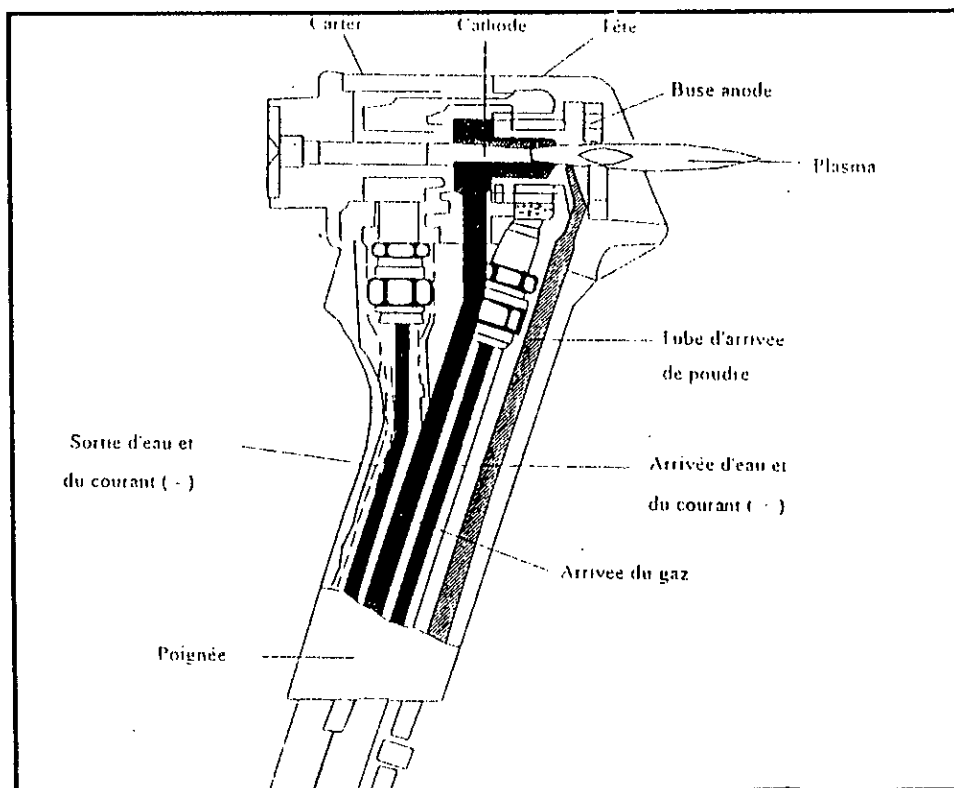 Carter
Cathode
Tête
Buse anode
Plasma
Tube d'arrivée
de poudre
Sortie d'eau et
du courant ( - )
Arrivée d'eau et
du courant ( - )
Arrivée du gaz
Poignée